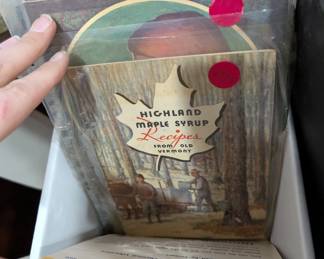 HIGHLAND
MAPLE SYRUP
Recipes
FROM OLD
VERMONT